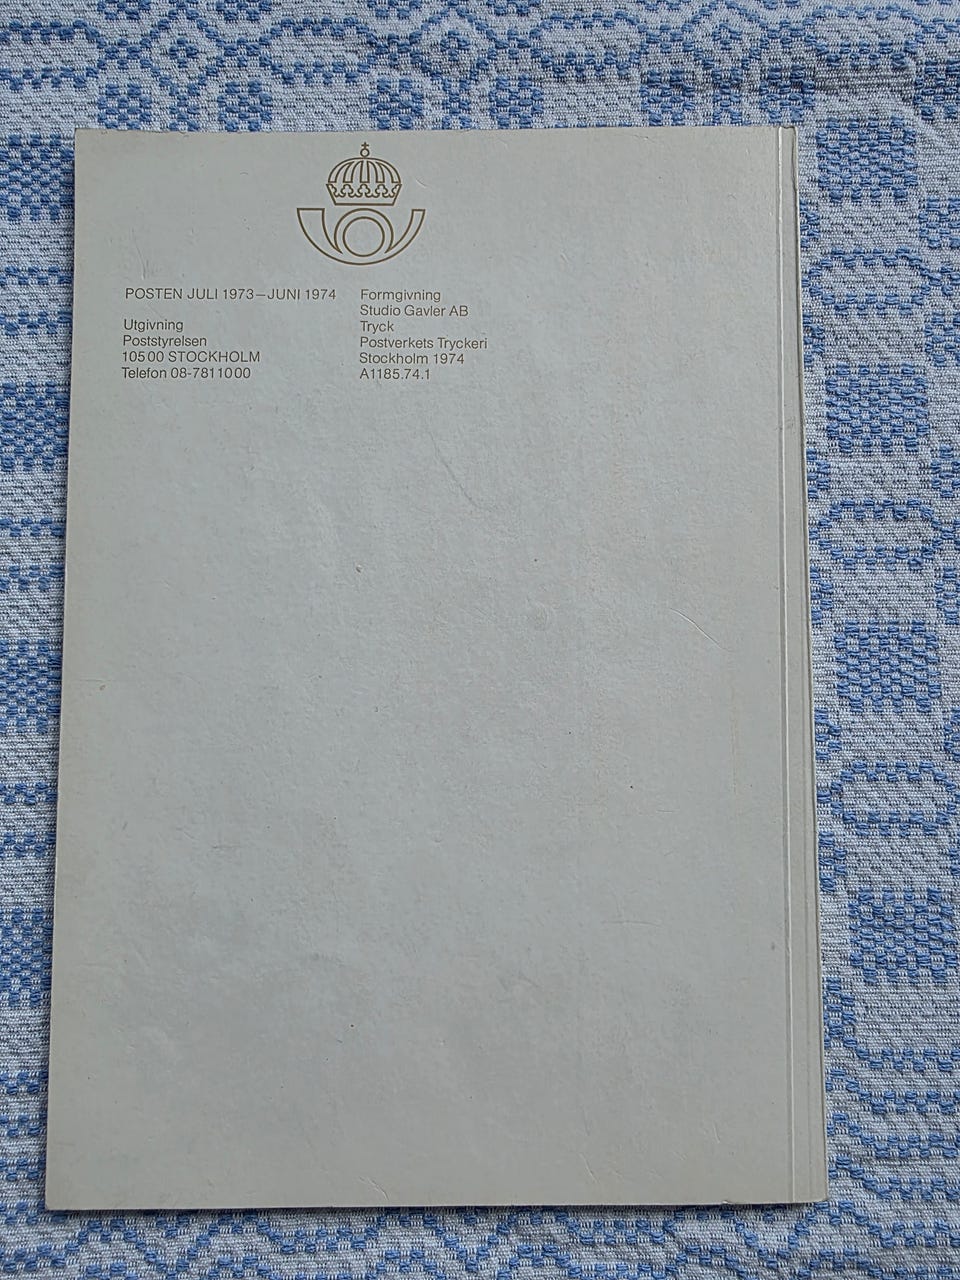 POSTEN JULI 1973—JUNI 1974
Utgivning
Poststyrelsen
105 00 STOCKHOLM
Telefon 08-781 10 00
Formgivning
Studio Gavler AB
Tryck
Postverkets Tryckeri
Stockholm 1974
A1185.74.1